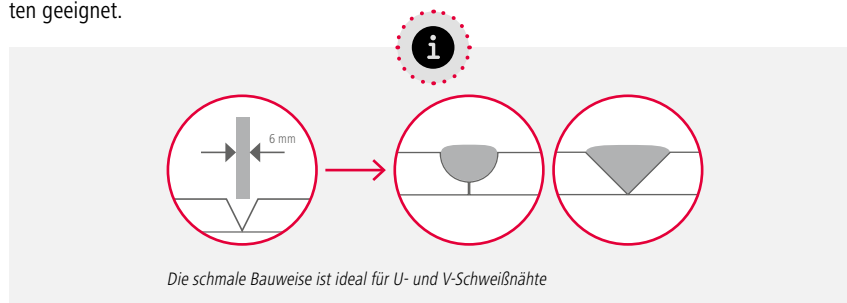 ten geeignet.
i
6 mm
Die schmale Bauweise ist ideal für U- und V-Schweißnähte